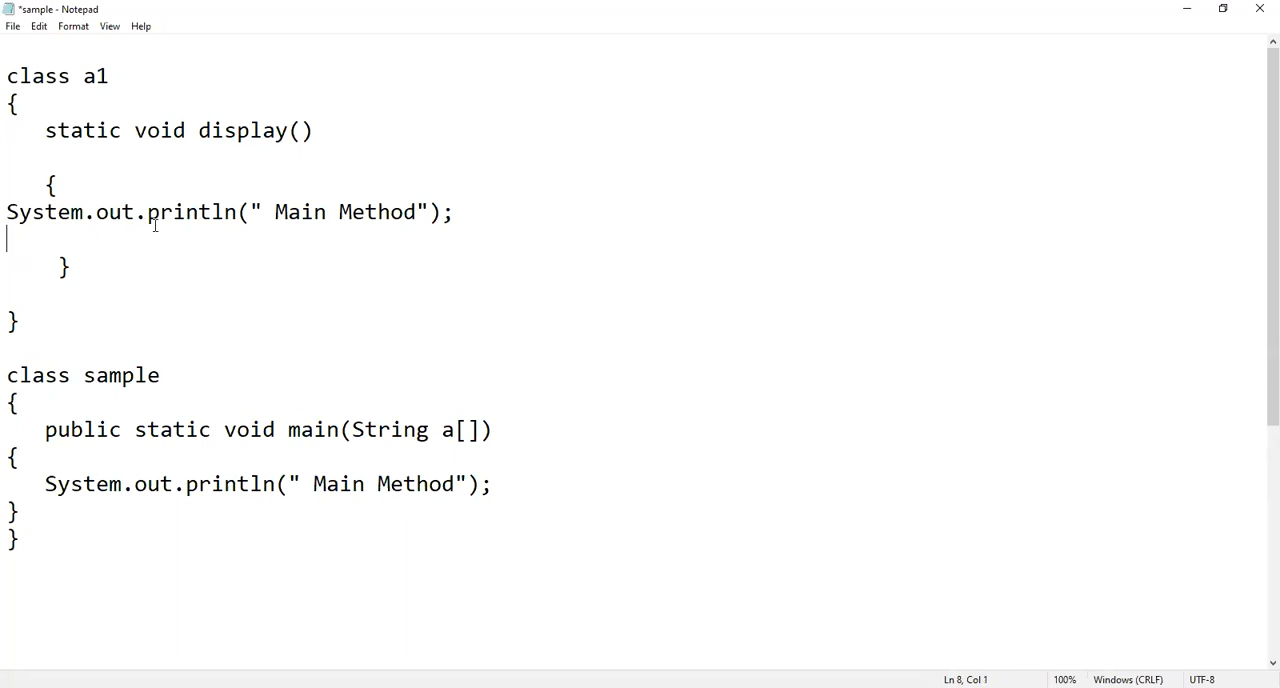 *sample - Notepad
File Edit Format View Help
class a1
{
static void display()
{
System.out.println(" Main Method");
}
}
class sample
{
public static void main(String a[])
{
System.out.println(" Main Method");
}
}
Ln 8, Col 1 100% Windows (CRLF) UTF-8